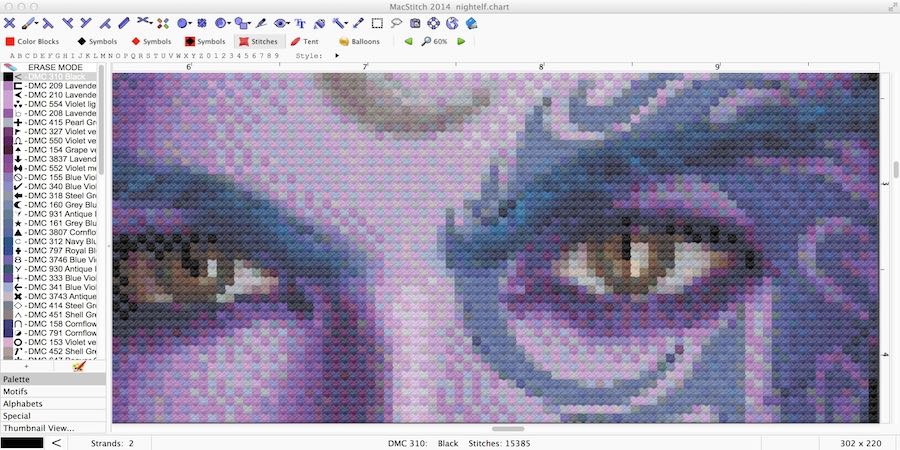 MacStitch 2014 nightelf.chart
Color Blocks Symbols Symbols Symbols Stitches Tent Balloons 60%
A B C D E F G H I J K L M N O P Q R S T U V W X Y Z 0 1 2 3 4 5 6 7 8 9 Style:
ERASE MODE 6' 7' 8' 9'
- DMC 310 Black
- DMC 209 Lavende
- DMC 210 Lavende
- DMC 554 Violet lig
- DMC 208 Lavende
- DMC 415 Pearl Gr
- DMC 327 Violet ve
- DMC 550 Violet ve
- DMC 154 Grape ve
- DMC 3837 Lavend
- DMC 552 Violet me
- DMC 155 Blue Viol
- DMC 340 Blue Viol
- DMC 318 Steel Gr
- DMC 160 Grey Blu
- DMC 931 Antique I
- DMC 161 Grey Blu
- DMC 3807 Cornflo
- DMC 312 Navy Blu
- DMC 797 Royal Bl
- DMC 3746 Blue Vi
- DMC 930 Antique I
- DMC 333 Blue Viol
- DMC 341 Blue Viol
- DMC 3743 Antique
- DMC 414 Steel Gr
- DMC 451 Shell Gre
- DMC 158 Cornflow
- DMC 791 Cornflow
- DMC 153 Violet ve
- DMC 452 Shell Gre
3'
4'
Palette
Motifs
Alphabets
Special
Thumbnail View...
Strands: 2 DMC 310: Black Stitches: 15385 302 x 220